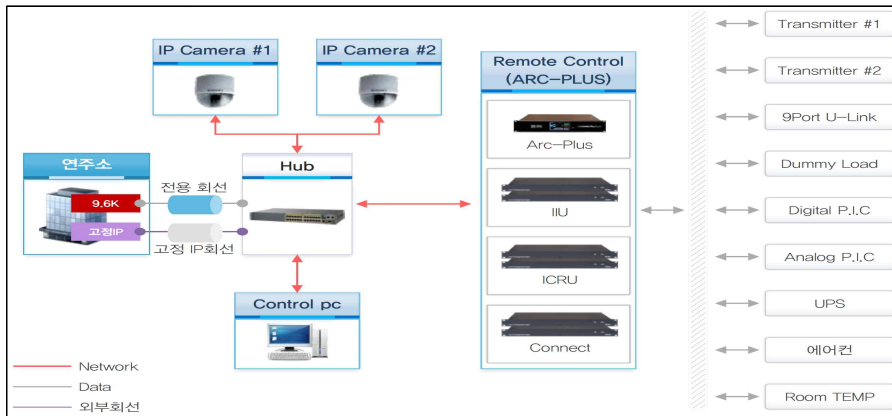 IP Camera #1
IP Camera #2
Remote Control
(ARC-PLUS)
Arc-Plus
IIU
ICRU
Connect
연주소
9.6K
고정IP
전용 회선
고정 IP회선
Hub
Control pc
Network
Data
외부회선
Transmitter #1
Transmitter #2
9Port U-Link
Dummy Load
Digital P.I.C
Analog P.I.C
UPS
에어컨
Room TEMP